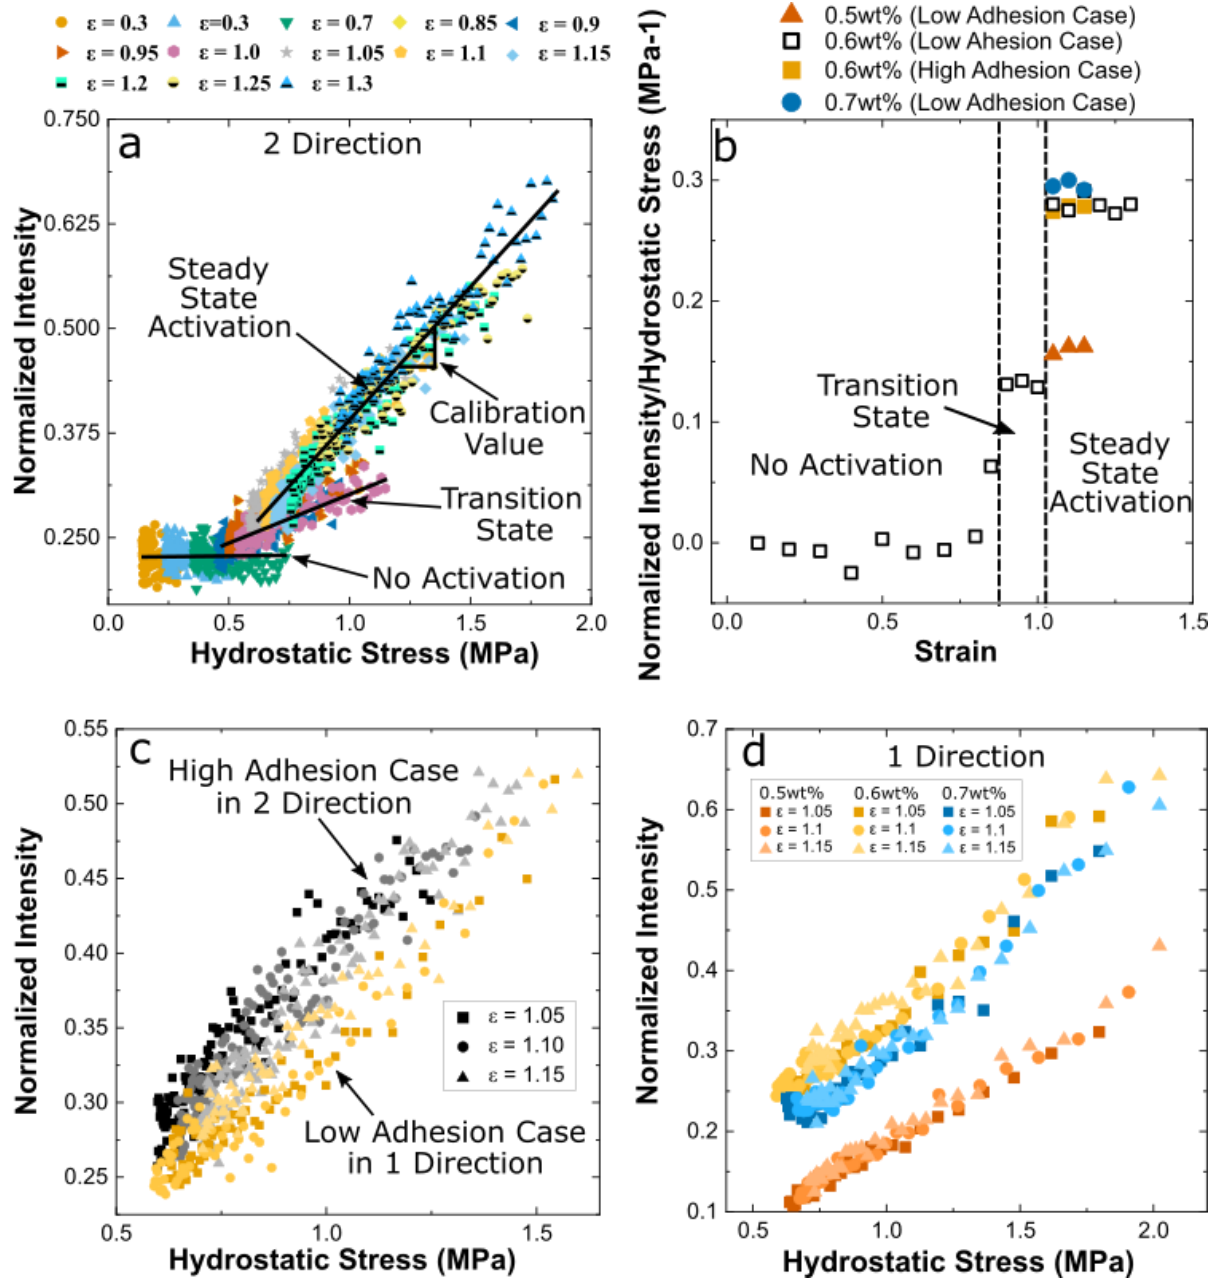 ε = 0.3 ε=0.3 ε = 0.7 ε = 0.85 ε = 0.9
ε = 0.95 ε = 1.0 ε = 1.05 ε = 1.1 ε = 1.15
ε = 1.2 ε = 1.25 ε = 1.3
0.5wt% (Low Adhesion Case)
0.6wt% (Low Ahesion Case)
0.6wt% (High Adhesion Case)
0.7wt% (Low Adhesion Case)
a
2 Direction
0.750
0.625
0.500
0.375
0.250
Normalized Intensity
Steady
State
Activation
Calibration
Value
Transition
State
No Activation
0.0 0.5 1.0 1.5 2.0
Hydrostatic Stress (MPa)
b
Normalized Intensity/Hydrostatic Stress (MPa-1)
0.3
0.2
0.1
0.0
Transition
State
No Activation
Steady
State
Activation
0.0 0.5 1.0 1.5
Strain
c
0.55
0.50
0.45
0.40
0.35
0.30
0.25
Normalized Intensity
High Adhesion Case
in 2 Direction
ε = 1.05
ε = 1.10
ε = 1.15
Low Adhesion Case
in 1 Direction
0.5 1.0 1.5
Hydrostatic Stress (MPa)
d
1 Direction
0.7
0.6
0.5
0.4
0.3
0.2
0.1
Normalized Intensity
0.5wt% 0.6wt% 0.7wt%
ε = 1.05 ε = 1.05 ε = 1.05
ε = 1.1 ε = 1.1 ε = 1.1
ε = 1.15 ε = 1.15 ε = 1.15
0.5 1.0 1.5 2.0
Hydrostatic Stress (MPa)